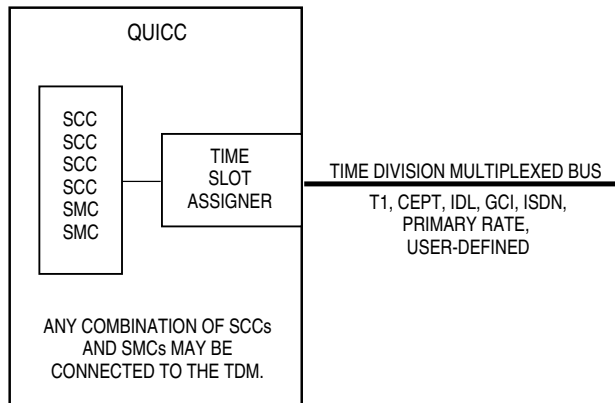 QUICC
SCC
SCC
SCC
SCC
SMC
SMC
TIME
SLOT
ASSIGNER
TIME DIVISION MULTIPLEXED BUS
T1, CEPT, IDL, GCI, ISDN,
PRIMARY RATE,
USER-DEFINED
ANY COMBINATION OF SCCs
AND SMCs MAY BE
CONNECTED TO THE TDM.